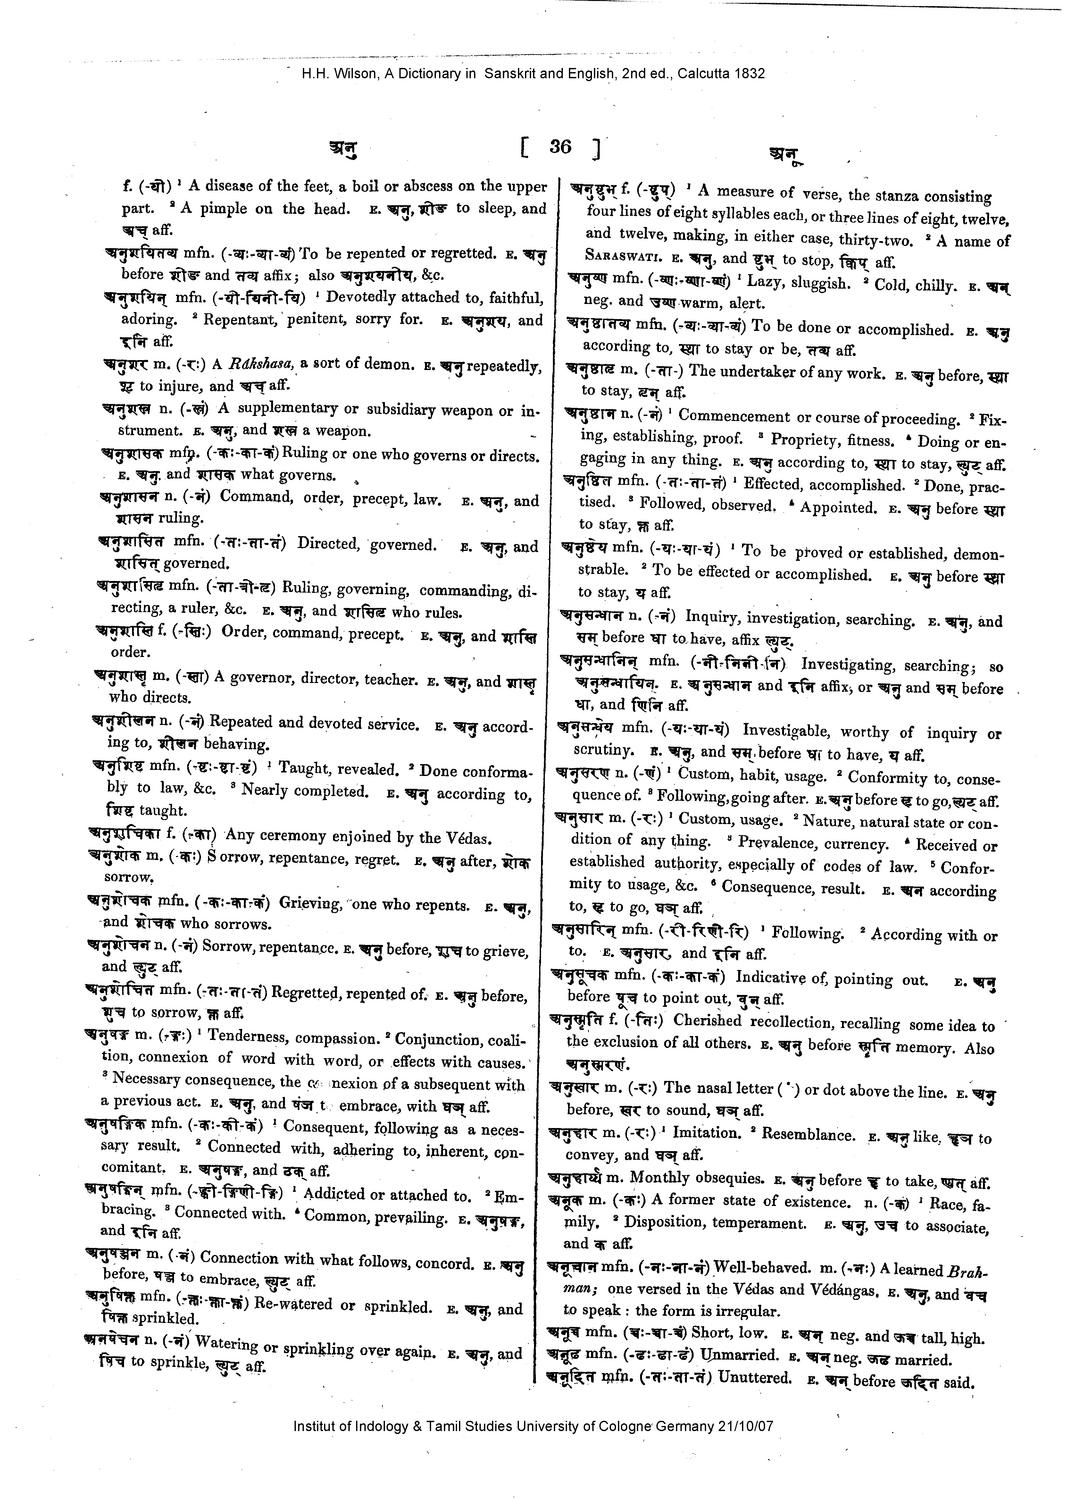 H.H. Wilson, A Dictionary in Sanskrit and English, 2nd ed., Calcutta 1832
अनु [ 36 ] अनू
f. (-यी) ¹ A disease of the feet, a boil or abscess on the upper
part. ² A pimple on the head. E. अनु, शीङ to sleep, and
अच् aff.
अनुशयितव्य mfn. (-व्यः-व्या-व्यं) To be repented or regretted. E. अनु
before शीङ and तव्य affix; also अनुशयनीय, &c.
अनुशयिन् mfn. (-यी-यिनी-यि) ¹ Devotedly attached to, faithful,
adoring. ² Repentant, penitent, sorry for. E. अनुशय, and
इनि aff.
अनुशर m. (-रः) A Rákshasa, a sort of demon. E. अनु repeatedly,
शॄ to injure, and अच् aff.
अनुशस्त्र n. (-स्त्रं) A supplementary or subsidiary weapon or in-
strument. E. अनु, and शस्त्र a weapon.
अनुशासक mfn. (-कः-का-कं) Ruling or one who governs or directs.
E. अनु. and शासक what governs.
अनुशासन n. (-नं) Command, order, precept, law. E. अनु, and
शासन ruling.
अनुशासित mfn. (-तः-ता-तं) Directed, governed. E. अनु, and
शासित् governed.
अनुशासितृ mfn. (-ता-त्री-तृ) Ruling, governing, commanding, di-
recting, a ruler, &c. E. अनु, and शासितृ who rules.
अनुशास्ति f. (-स्तिः) Order, command, precept. E. अनु, and शास्ति
order.
अनुशास्तृ m. (-स्ता) A governor, director, teacher. E. अनु, and शास्तृ
who directs.
अनुशीलन n. (-नं) Repeated and devoted service. E. अनु accord-
ing to, शीलन behaving.
अनुशिष्ट mfn. (-ष्टः-ष्टा-ष्टं) ¹ Taught, revealed. ² Done conforma-
bly to law, &c. ³ Nearly completed. E. अनु according to,
शिष्ट taught.
अनुशुचिका f. (-का) Any ceremony enjoined by the Védas.
अनुशोक m. (-कः) Sorrow, repentance, regret. E. अनु after, शोक
sorrow.
अनुशोचक mfn. (-कः-का-कं) Grieving, one who repents. E. अनु,
and शोचक who sorrows.
अनुशोचन n. (-नं) Sorrow, repentance. E. अनु before, शुच to grieve,
and ल्युट् aff.
अनुशोचित mfn. (-तः-ता-तं) Regretted, repented of. E. अनु before,
शुच to sorrow, क्त aff.
अनुषङ्ग m. (-ङ्गः) ¹ Tenderness, compassion. ² Conjunction, coali-
tion, connexion of word with word, or effects with causes.
³ Necessary consequence, the connexion of a subsequent with
a previous act. E. अनु, and षंज t embrace, with घञ् aff.
अनुषङ्गिक mfn. (-कः-की-कं) ¹ Consequent, following as a neces-
sary result. ² Connected with, adhering to, inherent, con-
comitant. E. अनुषङ्ग, and ठक् aff.
अनुषङ्गिन् mfn. (-ङ्गी-ङ्गिणी-ङ्गि) ¹ Addicted or attached to. ² Em-
bracing. ³ Connected with. ⁴ Common, prevailing. E. अनुषङ्ग,
and इनि aff.
अनुषञ्जन m. (-नं) Connection with what follows, concord. E. अनु
before, षञ्ज to embrace, ल्युट् aff.
अनुषिक्त mfn. (-क्तः-क्ता-क्तं) Re-watered or sprinkled. E. अनु, and
षिक्त sprinkled.
अनषेचन n. (-नं) Watering or sprinkling over again. E. अनु, and
षिच to sprinkle, ल्युट् aff.
अनुष्टुभ् f. (-ष्टुप्) ¹ A measure of verse, the stanza consisting
four lines of eight syllables each, or three lines of eight, twelve,
and twelve, making, in either case, thirty-two. ² A name of
SARASWATI. E. अनु, and ष्टुभ् to stop, क्विप् aff.
अनुष्ण mfn. (-ष्णः-ष्णा-ष्णं) ¹ Lazy, sluggish. ² Cold, chilly. E. अन्
neg. and उष्ण warm, alert.
अनुष्ठातव्य mfn. (-व्यः-व्या-व्यं) To be done or accomplished. E. अनु
according to, स्था to stay or be, तव्य aff.
अनुष्ठातृ m. (-ता-) The undertaker of any work. E. अनु before, स्था
to stay, तृच् aff.
अनुष्ठान n. (-नं) ¹ Commencement or course of proceeding. ² Fix-
ing, establishing, proof. ³ Propriety, fitness. ⁴ Doing or en-
gaging in any thing. E. अनु according to, स्था to stay, ल्युट् aff.
अनुष्ठित mfn. (-तः-ता-तं) ¹ Effected, accomplished. ² Done, prac-
tised. ³ Followed, observed. ⁴ Appointed. E. अनु before स्था
to stay, क्त aff.
अनुष्ठेय mfn. (-यः-या-यं) ¹ To be proved or established, demon-
strable. ² To be effected or accomplished. E. अनु before स्था
to stay, य aff.
अनुसन्धान n. (-नं) Inquiry, investigation, searching. E. अनु, and
सम् before धा to have, affix ल्युट्.
अनुसन्धानिन् mfn. (-नी-निनी-नि) Investigating, searching; so
अनुसन्धायिन्. E. अनुसन्धान and इनि affix; or अनु and सम् before
धा, and णिनि aff.
अनुसन्धेय mfn. (-यः-या-यं) Investigable, worthy of inquiry or
scrutiny. E. अनु, and सम् before धा to have, य aff.
अनुसरण n. (-णं) ¹ Custom, habit, usage. ² Conformity to, conse-
quence of. ³ Following, going after. E. अनु before सृ to go, ल्युट् aff.
अनुसार m. (-रः) ¹ Custom, usage. ² Nature, natural state or con-
dition of any thing. ³ Prevalence, currency. ⁴ Received or
established authority, especially of codes of law. ⁵ Confor-
mity to usage, &c. ⁶ Consequence, result. E. अन according
to, सृ to go, घञ् aff.
अनुसारिन् mfn. (-री-रिणी-रि) ¹ Following. ² According with or
to. E. अनुसार, and इनि aff.
अनुसूचक mfn. (-कः-का-कं) Indicative of, pointing out. E. अनु
before षूच to point out, वुन् aff.
अनुस्मृति f. (-तिः) Cherished recollection, recalling some idea to
the exclusion of all others. E. अनु before स्मृति memory. Also
अनुस्मरणं.
अनुस्वार m. (-रः) The nasal letter (˙) or dot above the line. E. अनु
before, स्वर to sound, घञ् aff.
अनुहार m. (-रः) ¹ Imitation. ² Resemblance. E. अनु like, हृञ to
convey, and घञ् aff.
अनुहार्य्य m. Monthly obsequies. E. अनु before हृ to take, ण्यत् aff.
अनूक m. (-कः) A former state of existence. n. (-कं) ¹ Race, fa-
mily. ² Disposition, temperament. E. अनु, उच to associate,
and क aff.
अनूचान mfn. (-नः-ना-नं) Well-behaved. m. (-नः) A learned Brah-
man; one versed in the Védas and Védángas. E. अनु, and वच
to speak : the form is irregular.
अनूच mfn. (चः-चा-चं) Short, low. E. अन् neg. and ऊच tall, high.
अनूढ mfn. (-ढः-ढा-ढं) Unmarried. E. अन् neg. ऊढ married.
अनूदित mfn. (-तः-ता-तं) Unuttered. E. अन् before ऊदित said.
Institut of Indology & Tamil Studies University of Cologne Germany 21/10/07